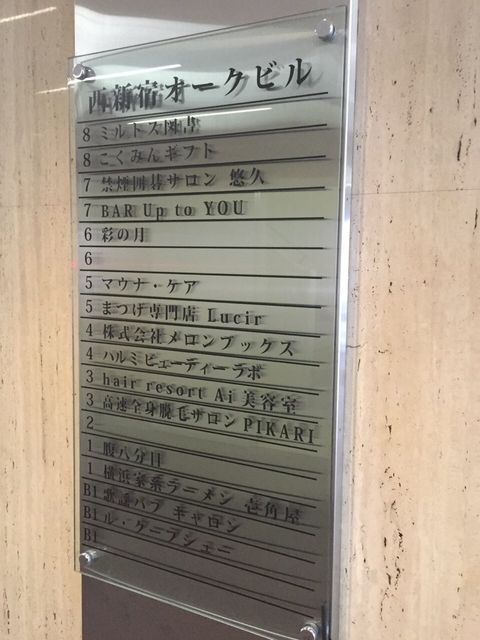 西新宿オークビル
8 ミルトス図書
8 こくみんギフト
7 禁煙囲碁サロン 悠久
7 BAR Up to YOU
6 彩の月
6
5 マウナ・ケア
5 まつげ専門店 Lucir
4 株式会社メロンブックス
4 ハルミビューティーラボ
3 hair resort Ai 美容室
3 高速全身脱毛サロン PIKARI
2
1 腹八分目
1 横浜家系ラーメン 壱角屋
B1 歌謡パブ ギャロン
B1 ル・タニプシェニ
B1